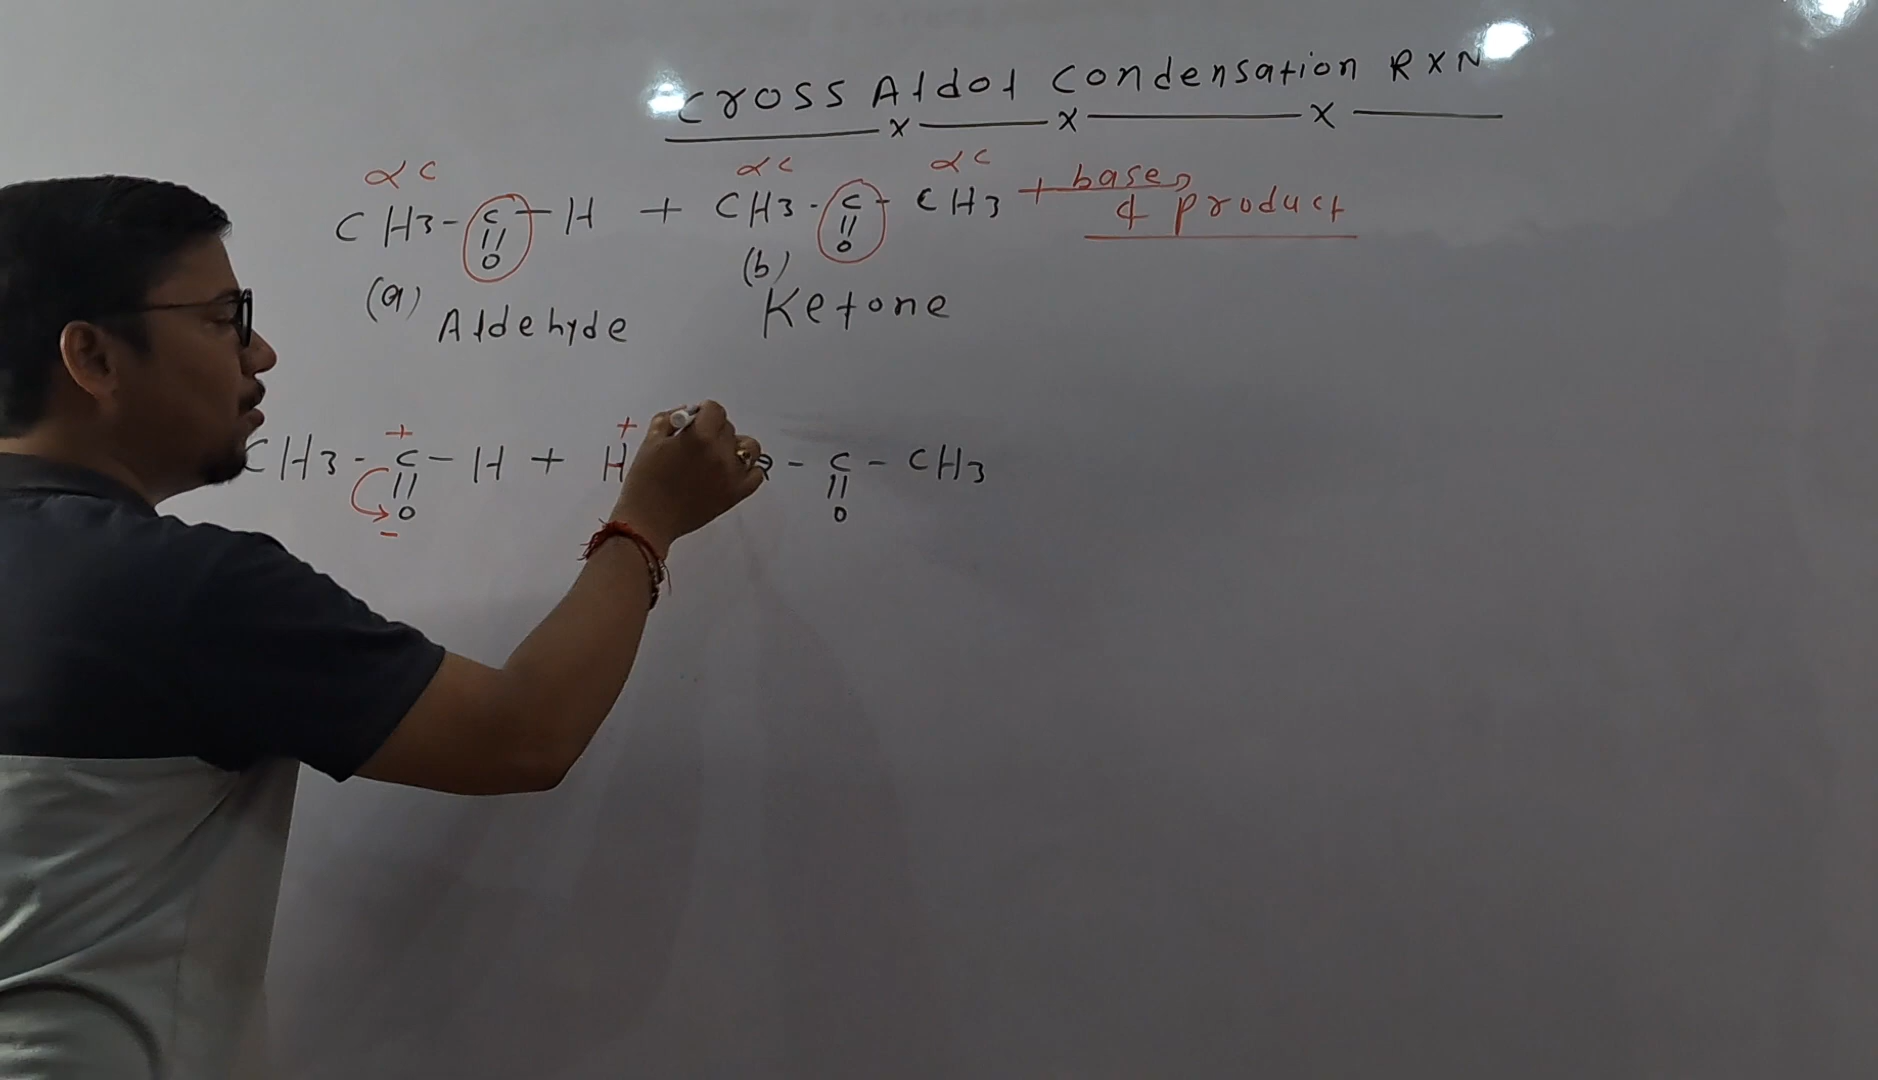 Cross Aldol Condensation RXN
x x x
αc αc αc
CH3-C-H + CH3-C-CH3 + base,
|| ||
O O
4 product
(a) (b)
Aldehyde Ketone
+ +
CH3-C-H + H - C - CH3
|| ||
O O
-